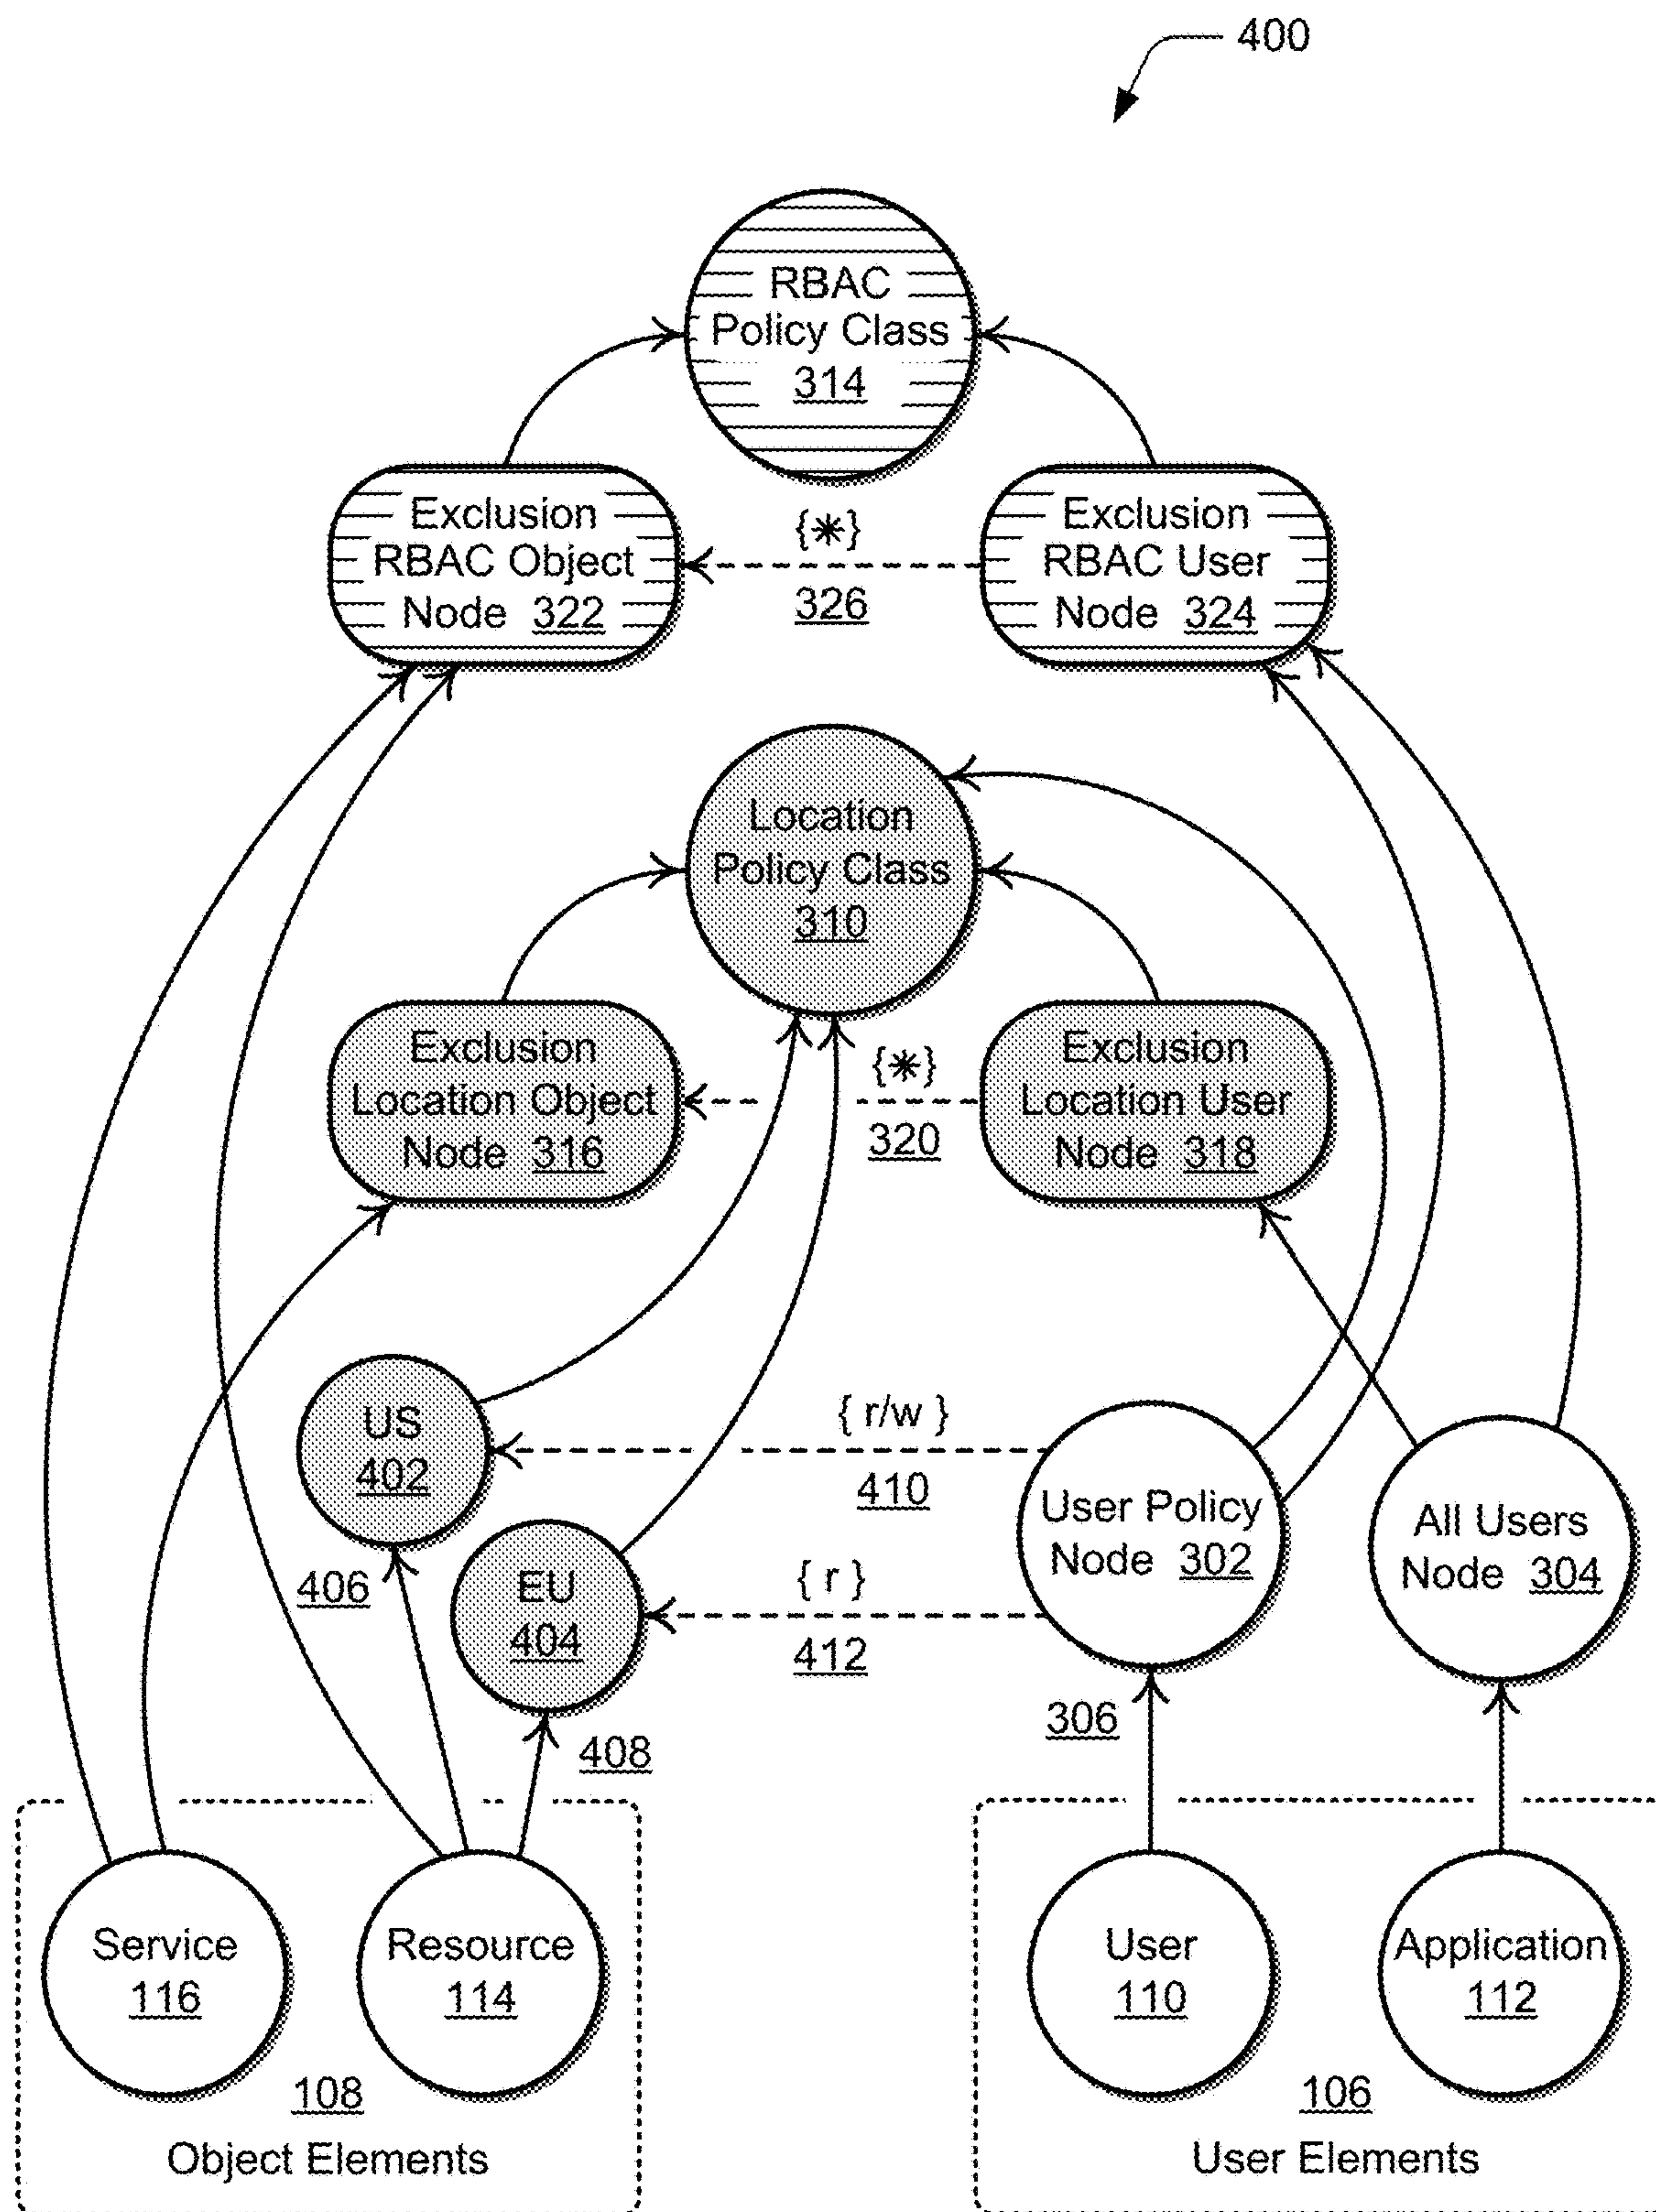 400
RBAC
Policy Class
314
Exclusion
RBAC Object
Node 322
{*}
326
Exclusion
RBAC User
Node 324
Location
Policy Class
310
Exclusion
Location Object
Node 316
{*}
320
Exclusion
Location User
Node 318
US
402
{ r/w }
410
406
EU
404
{ r }
412
408
User Policy
Node 302
All Users
Node 304
306
Service
116
Resource
114
User
110
Application
112
108
Object Elements
106
User Elements